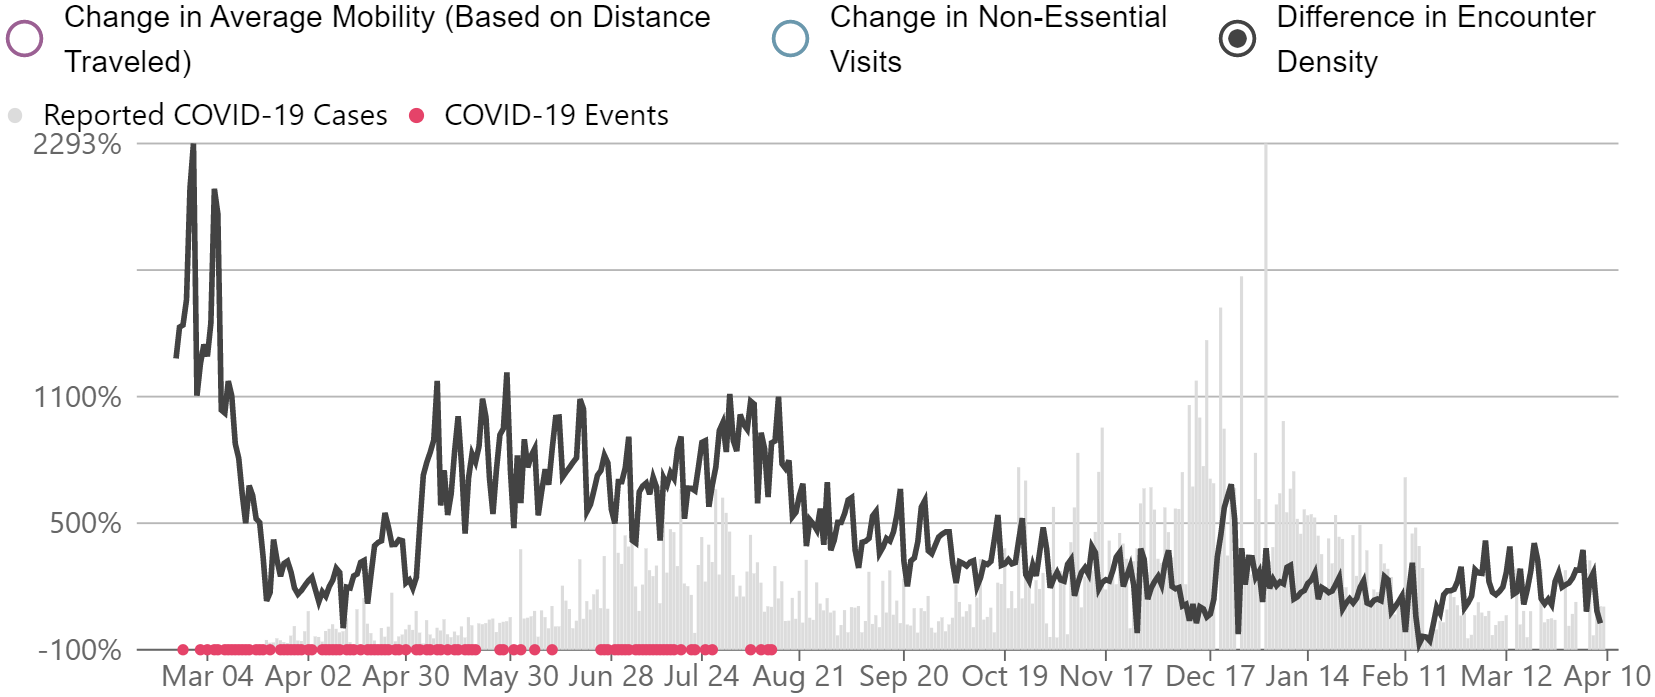 Change in Average Mobility (Based on Distance Traveled)
Change in Non-Essential Visits
Difference in Encounter Density
Reported COVID-19 Cases
COVID-19 Events
2293%
1100%
500%
-100%
Mar 04 Apr 02 Apr 30 May 30 Jun 28 Jul 24 Aug 21 Sep 20 Oct 19 Nov 17 Dec 17 Jan 14 Feb 11 Mar 12 Apr 10